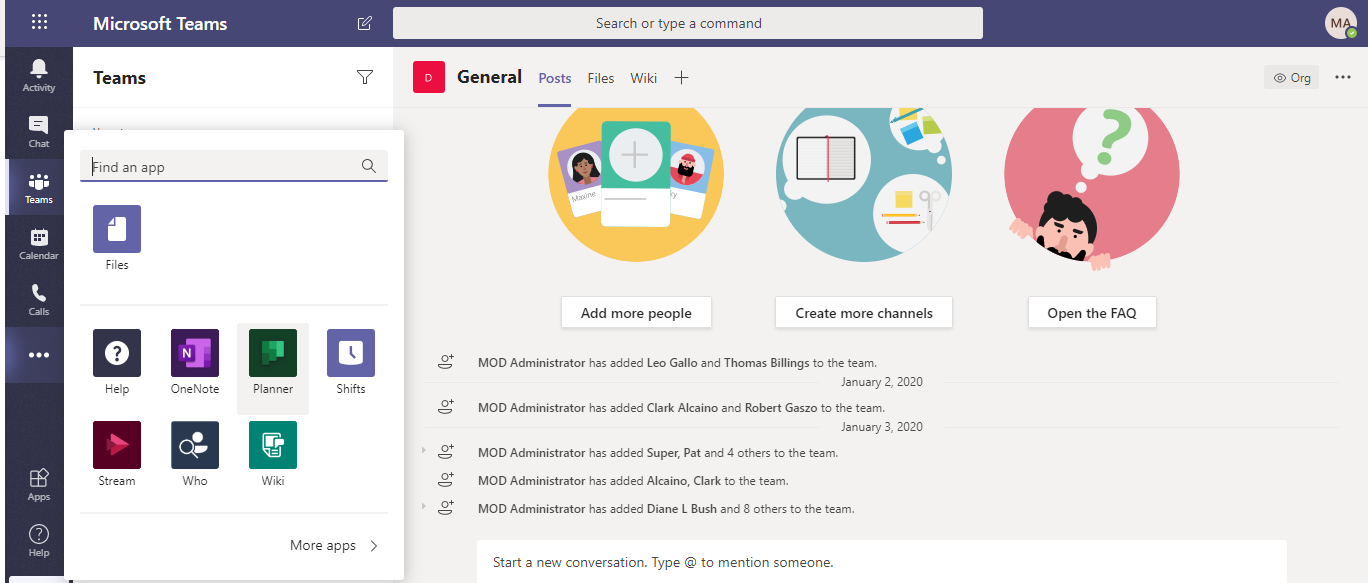 Microsoft Teams
Search or type a command
MA
Activity
Chat
Teams
Calendar
Calls
Apps
Help
Teams
Find an app
Files
Help
OneNote
Planner
Shifts
Stream
Who
Wiki
More apps
D
General
Posts
Files
Wiki
Org
Maxine
Add more people
Create more channels
Open the FAQ
MOD Administrator has added Leo Gallo and Thomas Billings to the team.
January 2, 2020
MOD Administrator has added Clark Alcaino and Robert Gaszo to the team.
January 3, 2020
MOD Administrator has added Super, Pat and 4 others to the team.
MOD Administrator has added Alcaino, Clark to the team.
MOD Administrator has added Diane L Bush and 8 others to the team.
Start a new conversation. Type @ to mention someone.